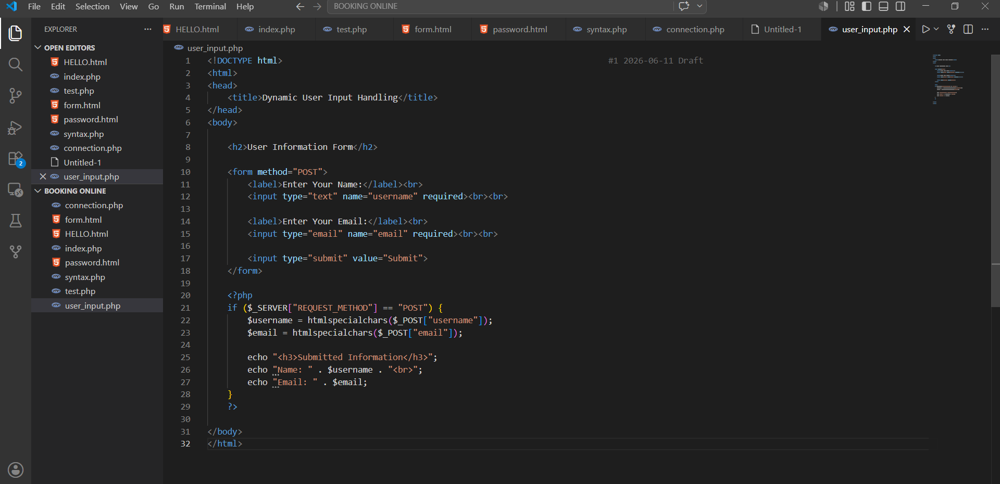 File Edit Selection View Go Run Terminal Help BOOKING ONLINE
EXPLORER
OPEN EDITORS
HELLO.html
index.php
test.php
form.html
password.html
syntax.php
connection.php
Untitled-1
user_input.php
BOOKING ONLINE
connection.php
form.html
HELLO.html
index.php
password.html
syntax.php
test.php
user_input.php
2
HELLO.html index.php test.php form.html password.html syntax.php connection.php Untitled-1 user_input.php
user_input.php
1 <!DOCTYPE html> #1 2026-06-11 Draft
2 <html>
3 <head>
4 <title>Dynamic User Input Handling</title>
5 </head>
6 <body>
7
8 <h2>User Information Form</h2>
9
10 <form method="POST">
11 <label>Enter Your Name:</label><br>
12 <input type="text" name="username" required><br><br>
13
14 <label>Enter Your Email:</label><br>
15 <input type="email" name="email" required><br><br>
16
17 <input type="submit" value="Submit">
18 </form>
19
20 <?php
21 if ($_SERVER["REQUEST_METHOD"] == "POST") {
22 $username = htmlspecialchars($_POST["username"]);
23 $email = htmlspecialchars($_POST["email"]);
24
25 echo "<h3>Submitted Information</h3>";
26 echo "Name: " . $username . "<br>";
27 echo "Email: " . $email;
28 }
29 ?>
30
31 </body>
32 </html>